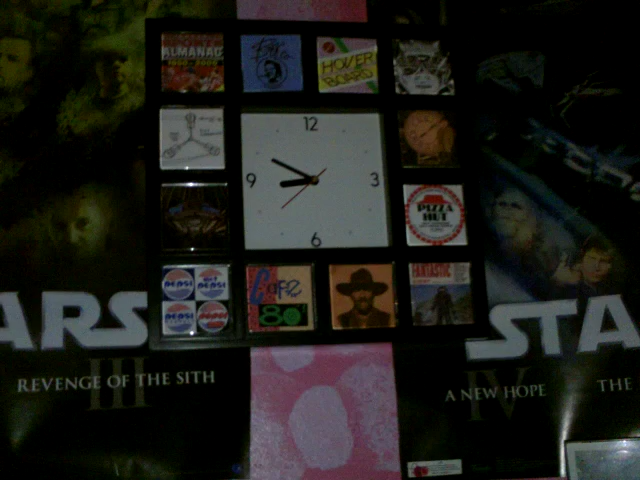 ALMANAC
1950-2000
HOVER
BOARD
12
9
3
6
PIZZA
HUT
PEPSI
PEPSI
PEPSI
PEPSI
Cafe
80s
FANTASTIC
ARS
III
REVENGE OF THE SITH
STA
IV
A NEW HOPE
THE